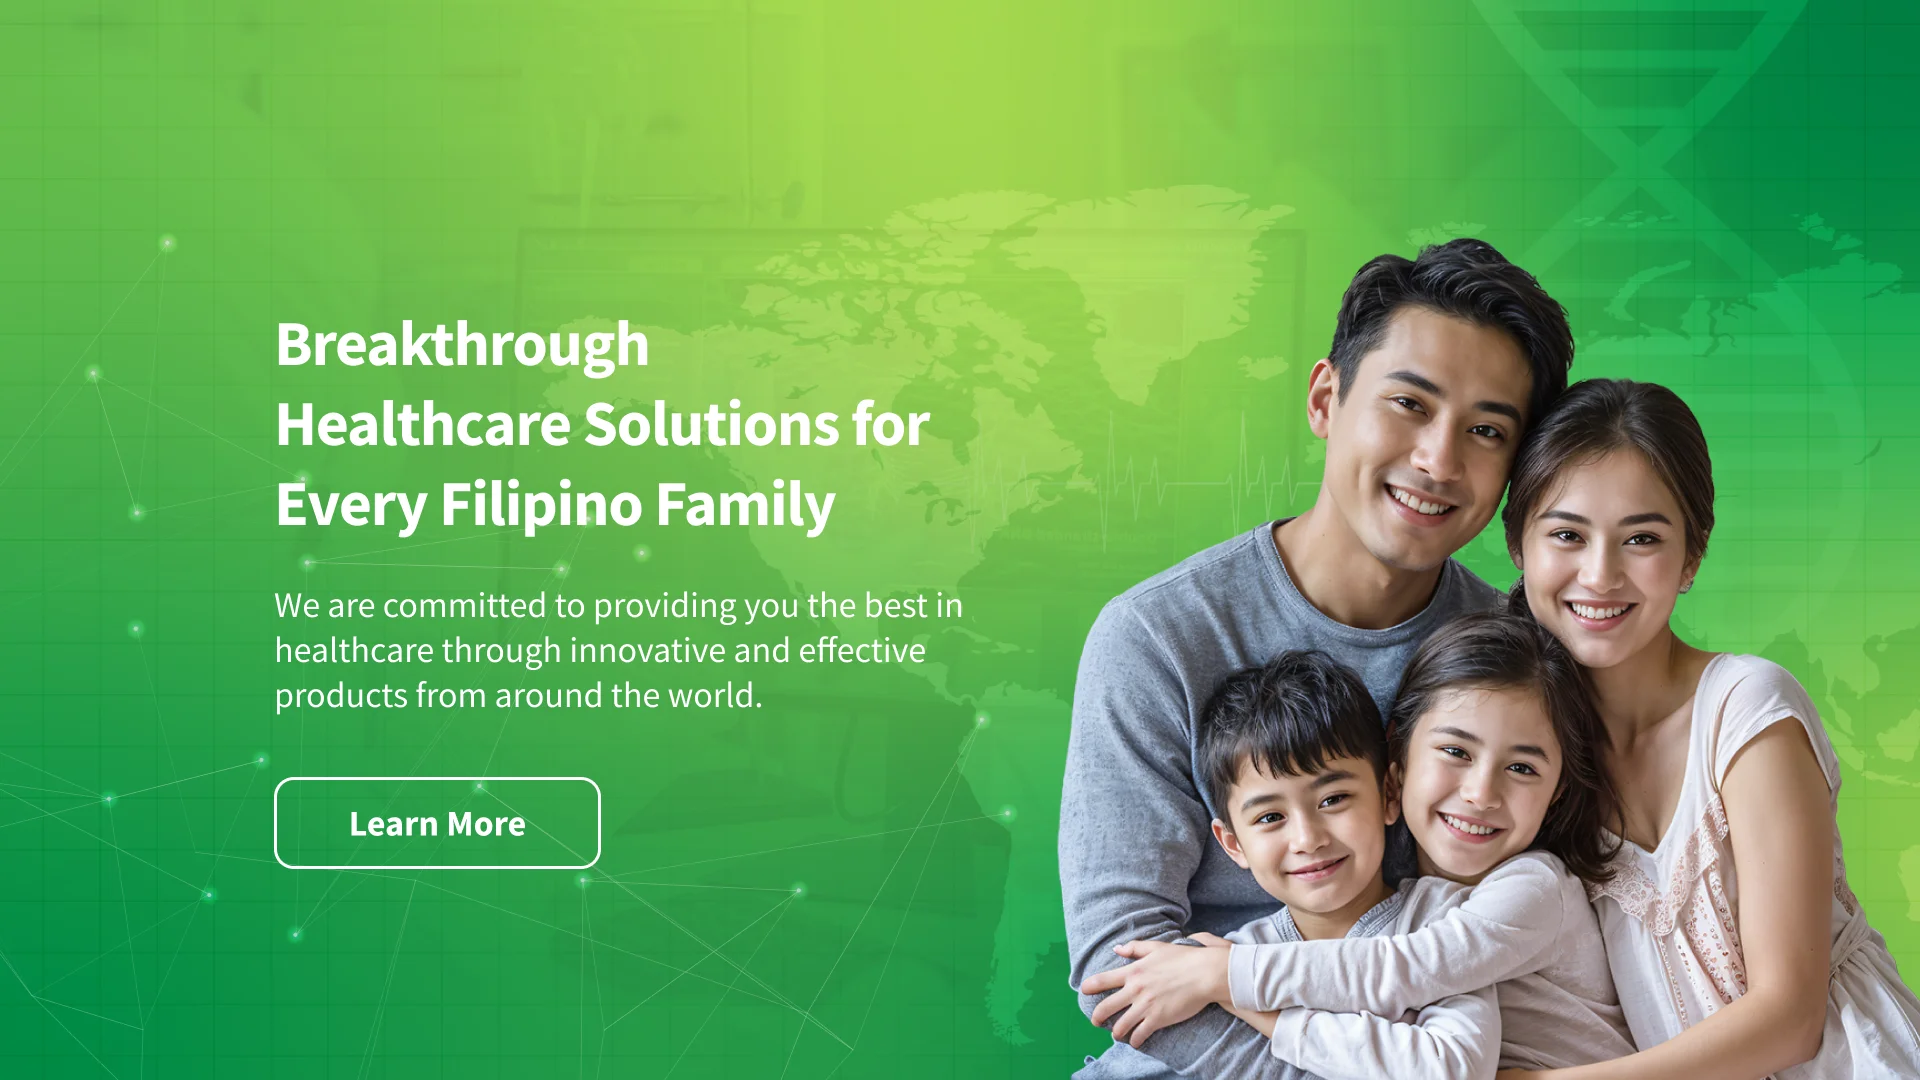 Breakthrough
Healthcare Solutions for
Every Filipino Family
We are committed to providing you the best in
healthcare through innovative and effective
products from around the world.
Learn More